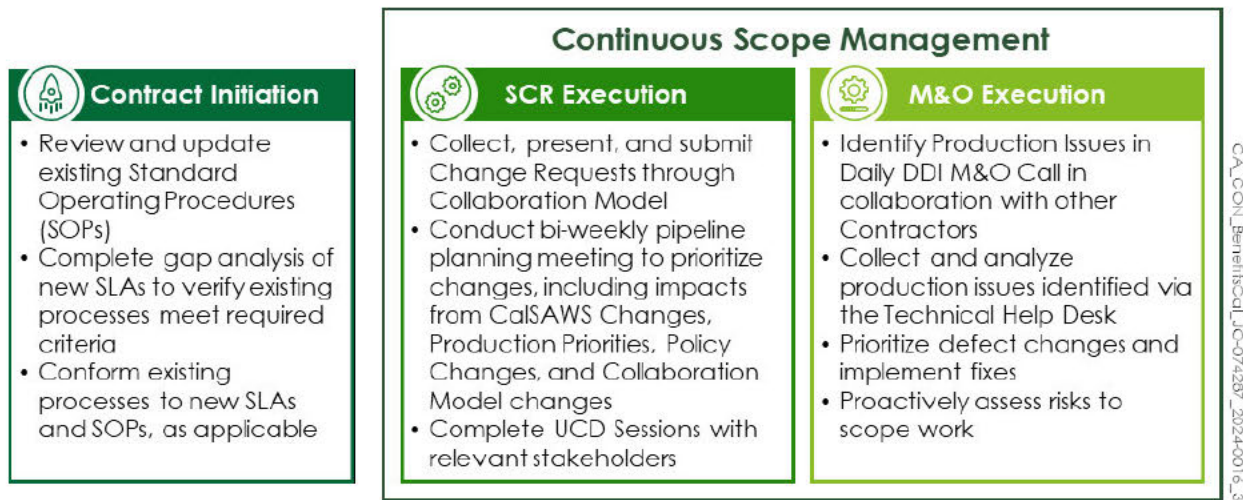 Continuous Scope Management
Contract Initiation
• Review and update
existing Standard
Operating Procedures
(SOPs)
• Complete gap analysis of
new SLAs to verify existing
processes meet required
criteria
• Conform existing
processes to new SLAs
and SOPs, as applicable
SCR Execution
• Collect, present, and submit
Change Requests through
Collaboration Model
• Conduct bi-weekly pipeline
planning meeting to prioritize
changes, including impacts
from CalSAWS Changes,
Production Priorities, Policy
Changes, and Collaboration
Model changes
• Complete UCD Sessions with
relevant stakeholders
M&O Execution
• Identify Production Issues in
Daily DDI M&O Call in
collaboration with other
Contractors
• Collect and analyze
production issues identified via
the Technical Help Desk
• Prioritize defect changes and
implement fixes
• Proactively assess risks to
scope work
CA_CON_BenefitsCal_JO-074287_2024-0016_3